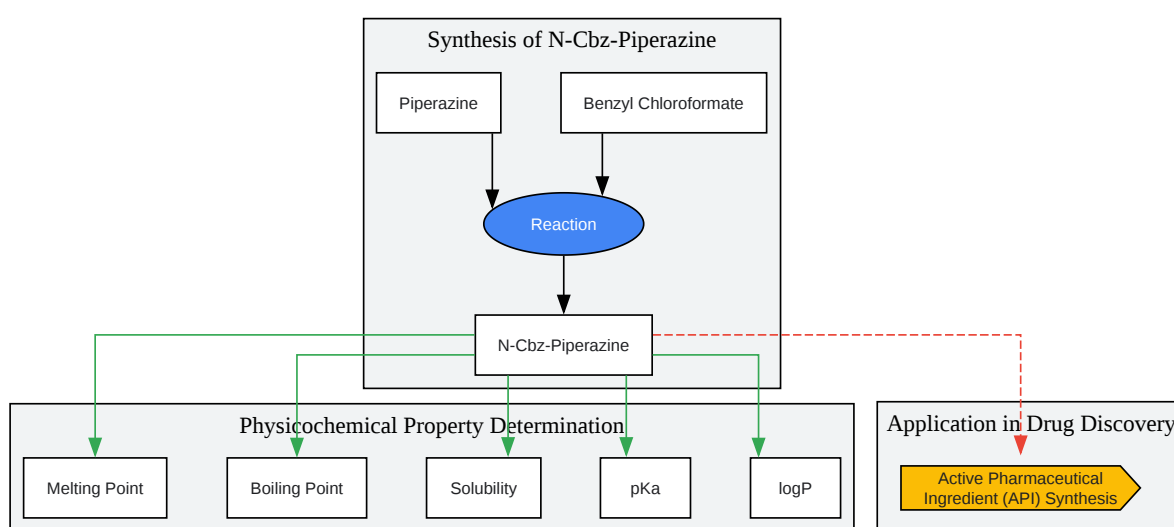 Synthesis of N-Cbz-Piperazine
Piperazine
Benzyl Chloroformate
Reaction
N-Cbz-Piperazine
Physicochemical Property Determination
Melting Point
Boiling Point
Solubility
pKa
logP
Application in Drug Discovery
Active Pharmaceutical
Ingredient (API) Synthesis